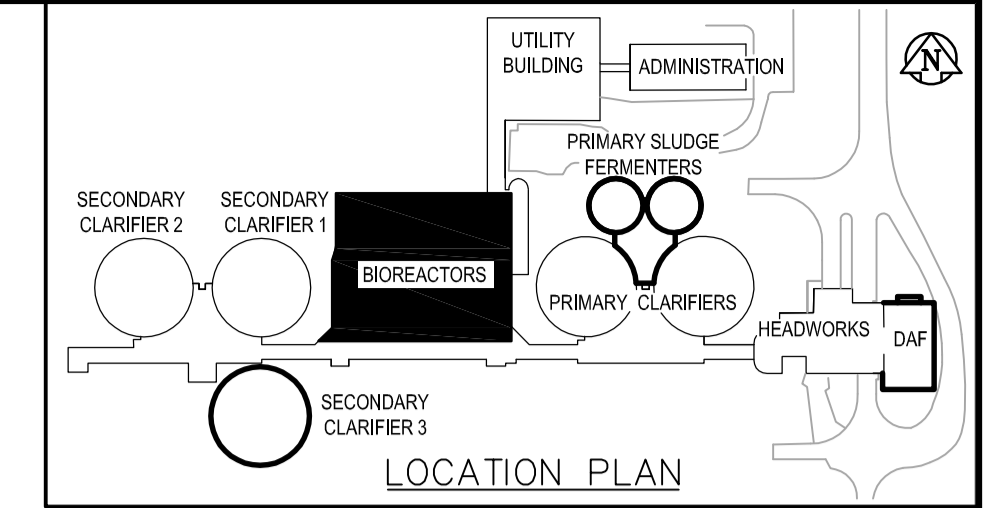 UTILITY
BUILDING
ADMINISTRATION
N
PRIMARY SLUDGE
FERMENTERS
SECONDARY
CLARIFIER 2
SECONDARY
CLARIFIER 1
BIOREACTORS
PRIMARY CLARIFIERS
HEADWORKS
DAF
SECONDARY
CLARIFIER 3
LOCATION PLAN